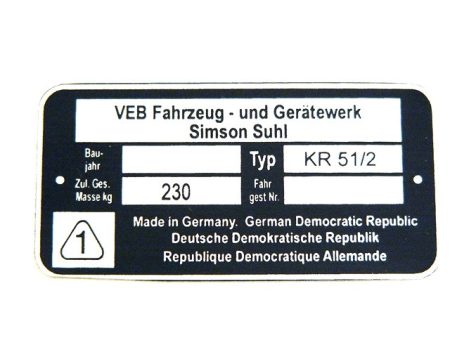 VEB Fahrzeug - und Gerätewerk
Simson Suhl
Bau-
jahr
Typ KR 51/2
Zul. Ges.
Masse kg 230
Fahr
gest Nr.
1
Made in Germany. German Democratic Republic
Deutsche Demokratische Republik
Republique Democratique Allemande